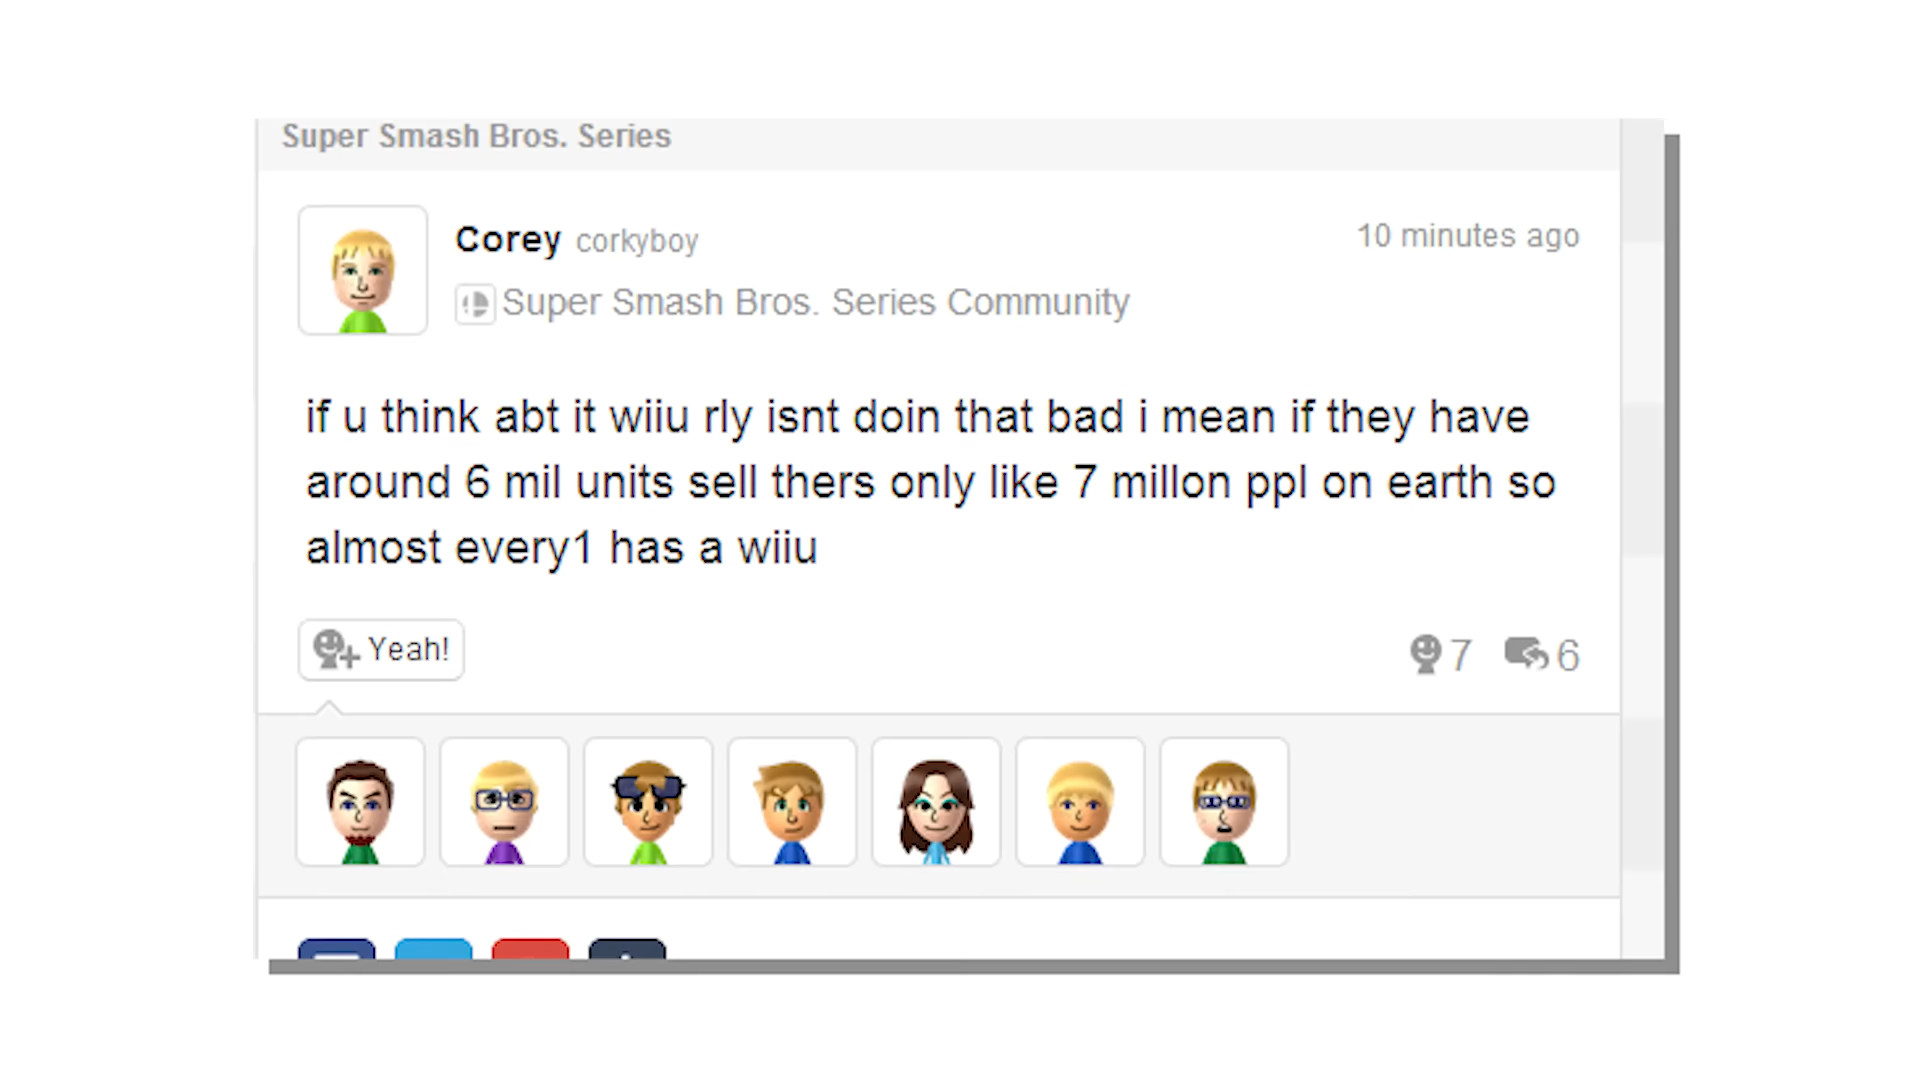 Super Smash Bros. Series
Corey corkyboy
10 minutes ago
Super Smash Bros. Series Community
if u think abt it wiiu rly isnt doin that bad i mean if they have
around 6 mil units sell thers only like 7 millon ppl on earth so
almost every1 has a wiiu
Yeah!
7 6